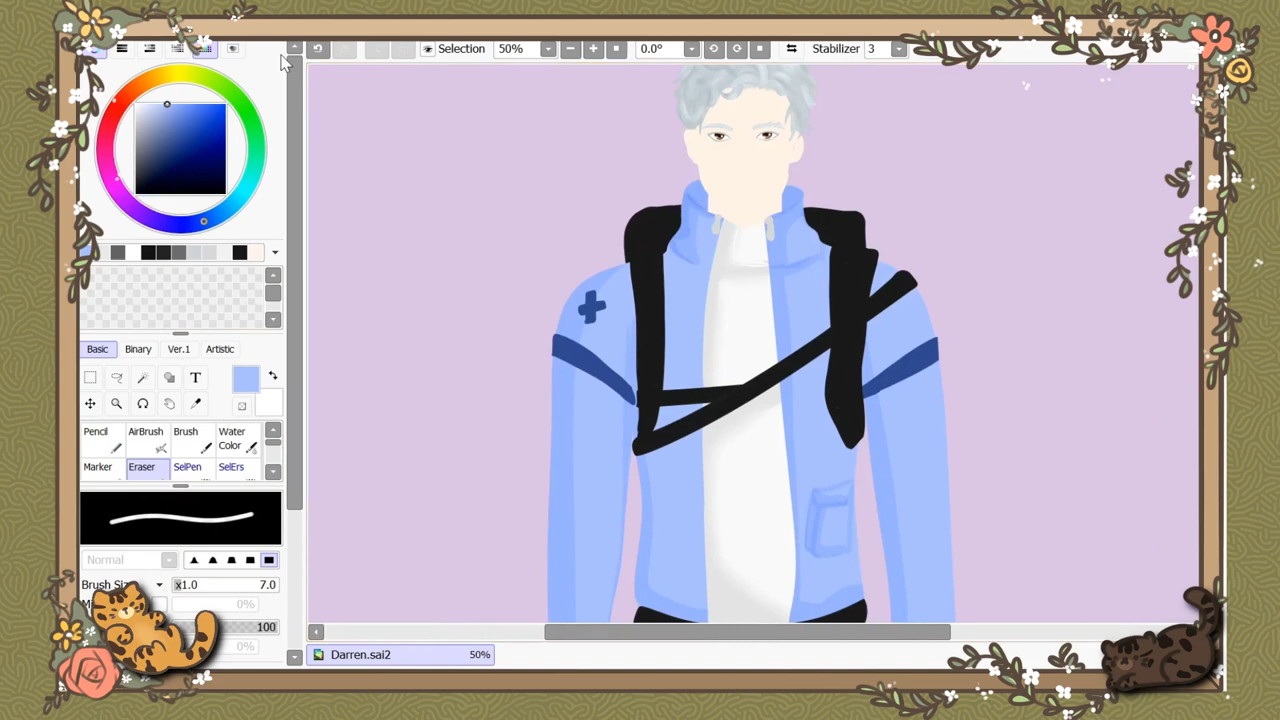 Selection 50% 0.0° Stabilizer 3
Basic Binary Ver.1 Artistic
T
Pencil AirBrush Brush Water Color
Marker Eraser SelPen SelErs
Normal
Brush x1.0 7.0
0%
100
0%
Darren.sai2 50%